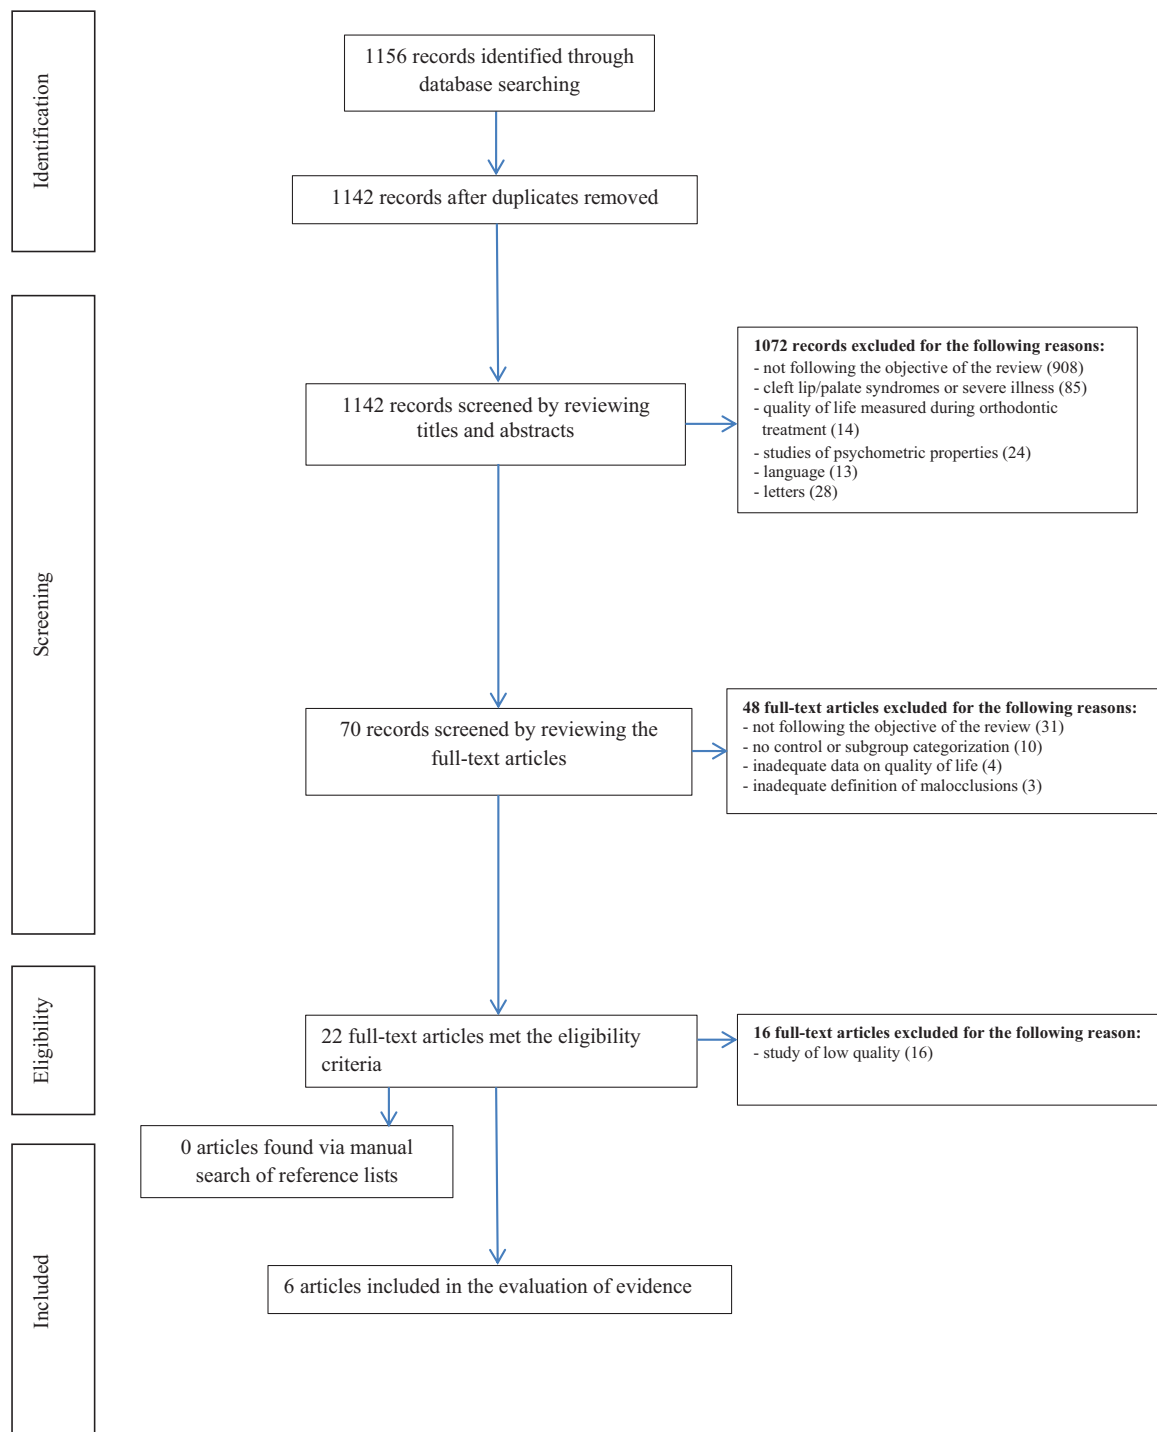 Identification
1156 records identified through
database searching
1142 records after duplicates removed
Screening
1142 records screened by reviewing
titles and abstracts
1072 records excluded for the following reasons:
- not following the objective of the review (908)
- cleft lip/palate syndromes or severe illness (85)
- quality of life measured during orthodontic
treatment (14)
- studies of psychometric properties (24)
- language (13)
- letters (28)
70 records screened by reviewing the
full-text articles
48 full-text articles excluded for the following reasons:
- not following the objective of the review (31)
- no control or subgroup categorization (10)
- inadequate data on quality of life (4)
- inadequate definition of malocclusions (3)
Eligibility
22 full-text articles met the eligibility
criteria
16 full-text articles excluded for the following reason:
- study of low quality (16)
0 articles found via manual
search of reference lists
Included
6 articles included in the evaluation of evidence